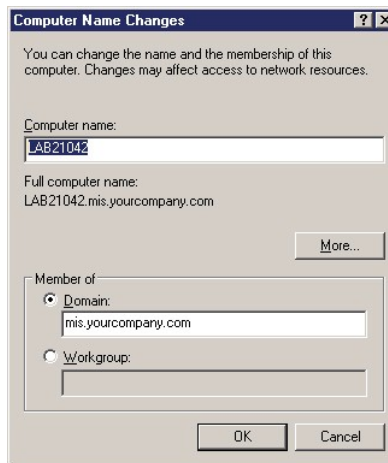 Computer Name Changes
You can change the name and the membership of this
computer. Changes may affect access to network resources.
Computer name:
LAB21042
Full computer name:
LAB21042.mis.yourcompany.com
More...
Member of
Domain:
mis.yourcompany.com
Workgroup:
OK Cancel